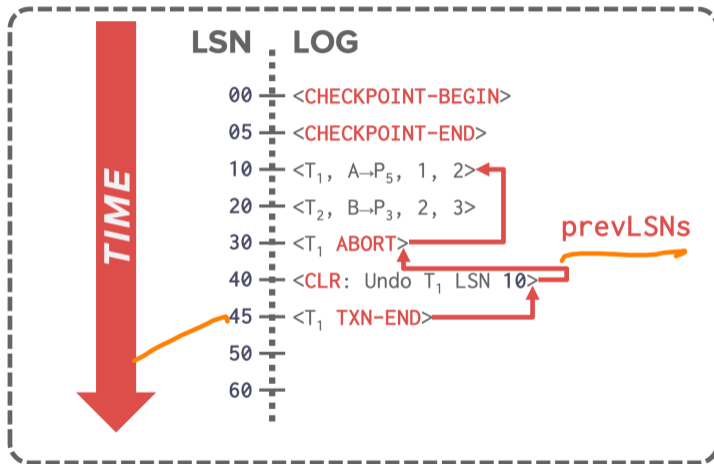 LSN LOG
00 <CHECKPOINT-BEGIN>
05 <CHECKPOINT-END>
10 <T₁, A→P₅, 1, 2>
20 <T₂, B→P₃, 2, 3>
30 <T₁ ABORT>
prevLSNs
40 <CLR: Undo T₁ LSN 10>
45 <T₁ TXN-END>
50
60
TIME